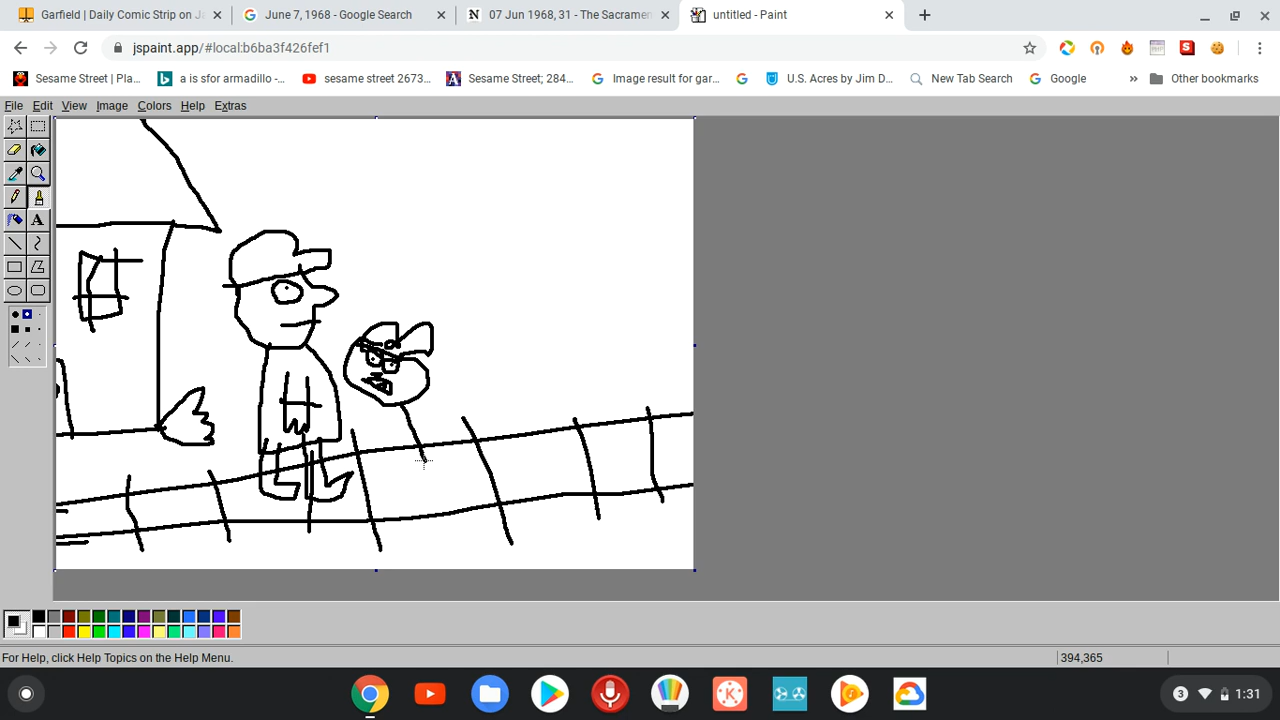 Garfield | Daily Comic Strip on Ja
June 7, 1968 - Google Search
07 Jun 1968, 31 - The Sacramen
untitled - Paint
jspaint.app/#local:b6ba3f426fef1
Sesame Street | Pla...
a is sfor armadillo -...
sesame street 2673...
Sesame Street; 284...
Image result for gar...
U.S. Acres by Jim D...
New Tab Search
Google
»
Other bookmarks
File Edit View Image Colors Help Extras
For Help, click Help Topics on the Help Menu.
394,365
3
1:31